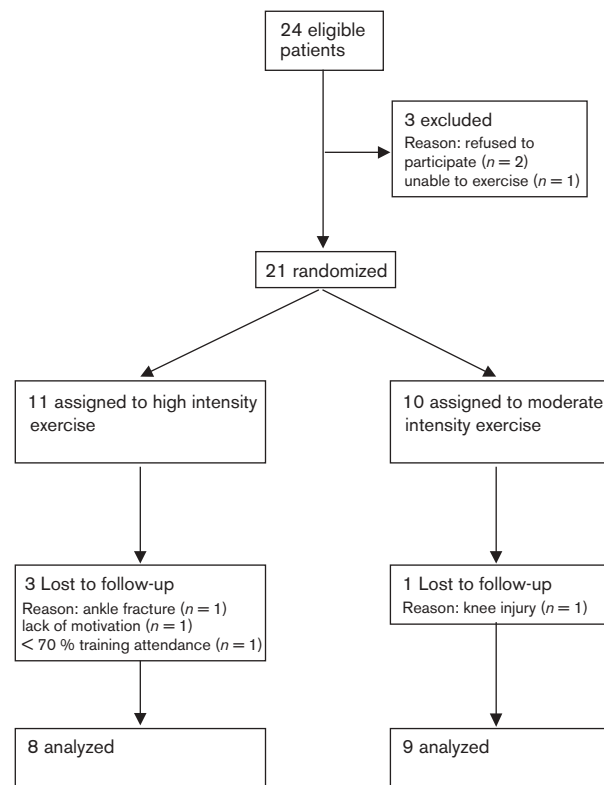 24 eligible
patients
3 excluded
Reason: refused to
participate (n = 2)
unable to exercise (n = 1)
21 randomized
11 assigned to high intensity
exercise
10 assigned to moderate
intensity exercise
3 Lost to follow-up
Reason: ankle fracture (n = 1)
lack of motivation (n = 1)
< 70 % training attendance (n = 1)
1 Lost to follow-up
Reason: knee injury (n = 1)
8 analyzed
9 analyzed